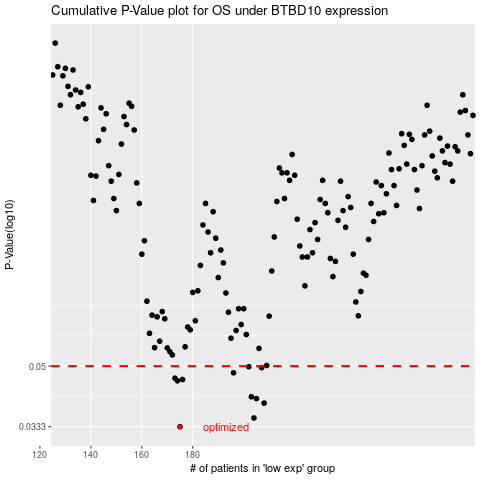 Cumulative P-Value plot for OS under BTBD10 expression
P-Value(log10)
0.05
0.0333
optimized
120 140 160 180
# of patients in 'low exp' group